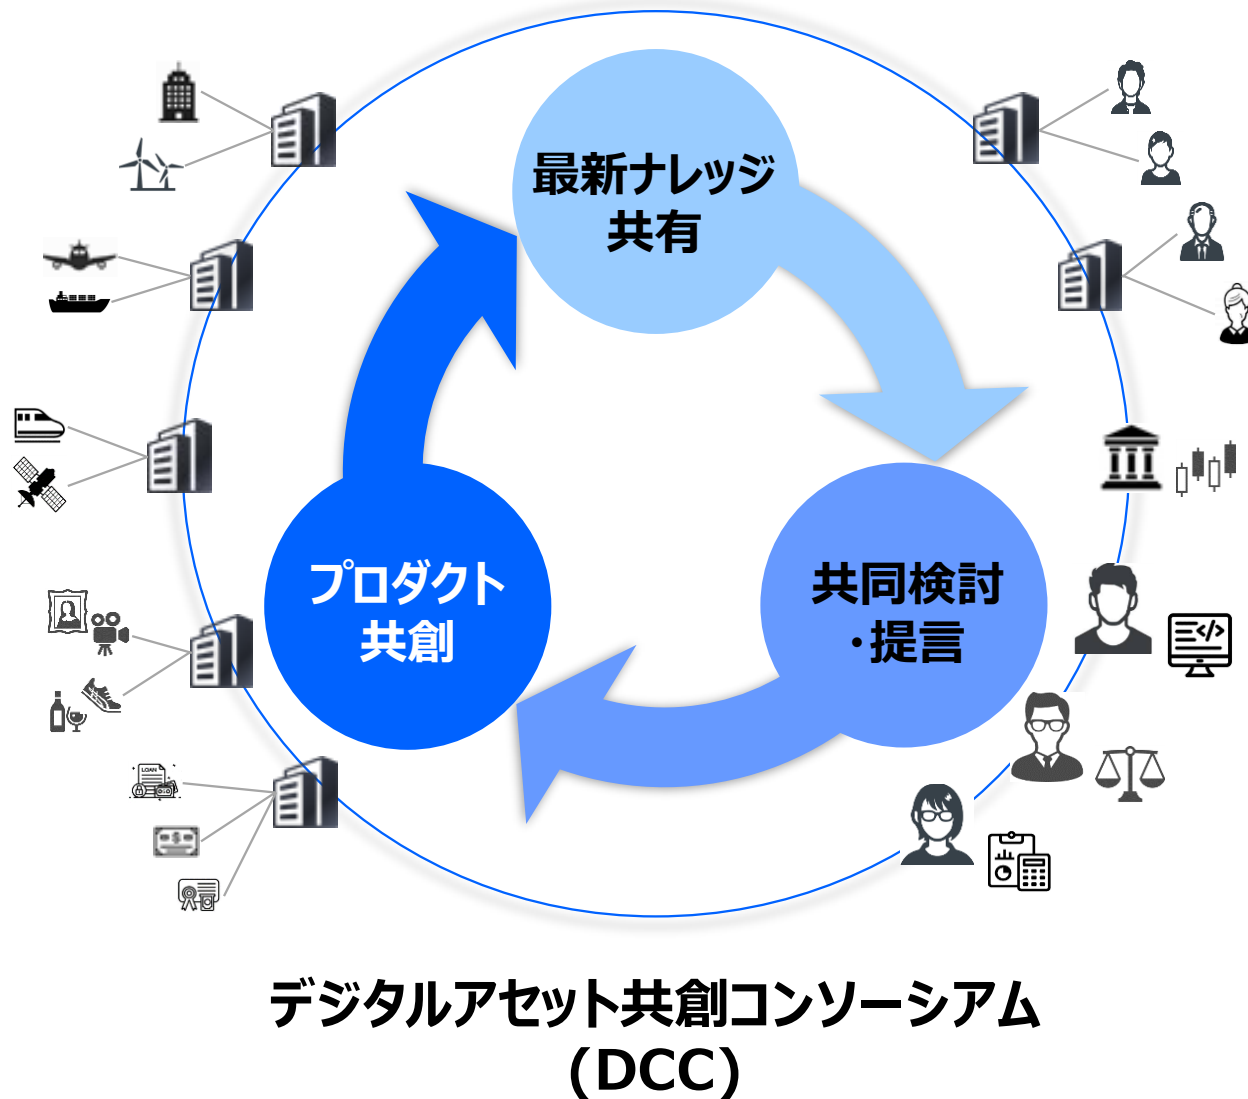 最新ナレッジ
共有
プロダクト
共創
共同検討
・提言
LOAN
$
</>
デジタルアセット共創コンソーシアム
(DCC)